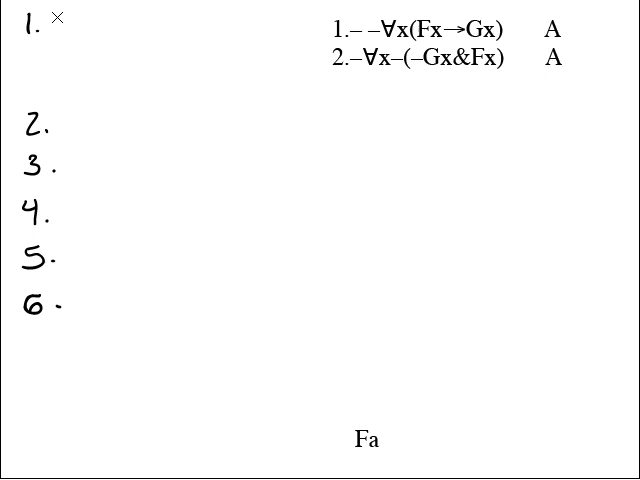 1. ×
1.– –∀x(Fx→Gx) A
2.–∀x–(–Gx&Fx) A
2.
3.
4.
5.
6.
Fa